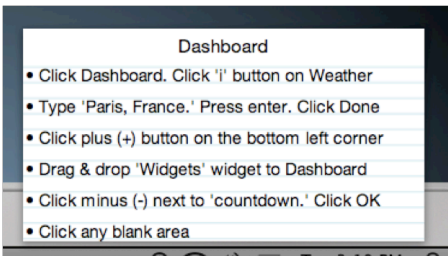 Dashboard
• Click Dashboard. Click 'i' button on Weather
• Type 'Paris, France.' Press enter. Click Done
• Click plus (+) button on the bottom left corner
• Drag & drop 'Widgets' widget to Dashboard
• Click minus (-) next to 'countdown.' Click OK
• Click any blank area